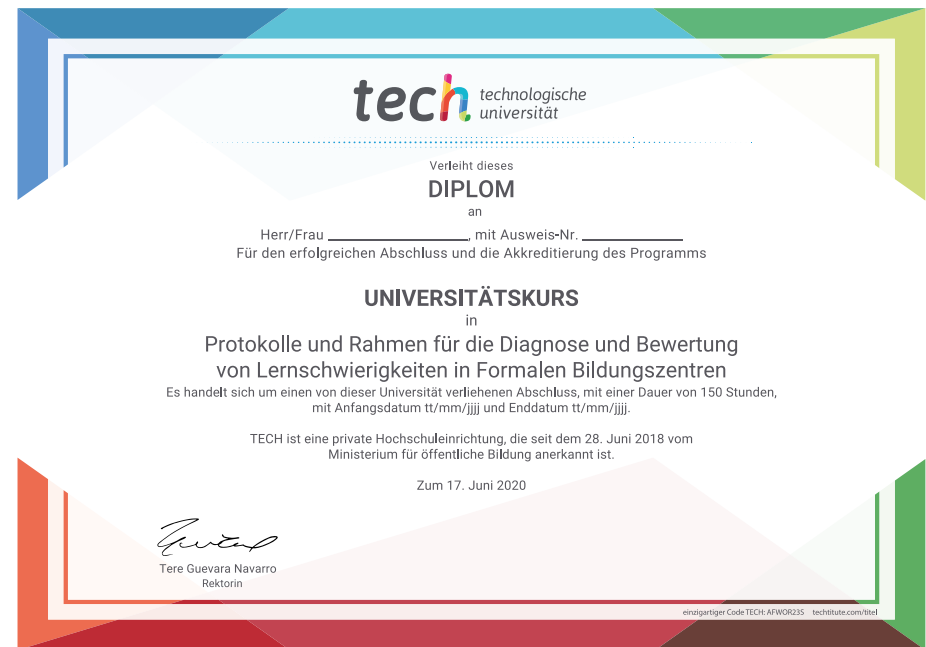 tech technologische
universität
Verleiht dieses
DIPLOM
an
Herr/Frau ____________________, mit Ausweis-Nr. ______________
Für den erfolgreichen Abschluss und die Akkreditierung des Programms
UNIVERSITÄTSKURS
in
Protokolle und Rahmen für die Diagnose und Bewertung
von Lernschwierigkeiten in Formalen Bildungszentren
Es handelt sich um einen von dieser Universität verliehenen Abschluss, mit einer Dauer von 150 Stunden,
mit Anfangsdatum tt/mm/jjjj und Enddatum tt/mm/jjjj.
TECH ist eine private Hochschuleinrichtung, die seit dem 28. Juni 2018 vom
Ministerium für öffentliche Bildung anerkannt ist.
Zum 17. Juni 2020
Tere Guevara Navarro
Rektorin
einzigartiger Code TECH: AFWOR23S techtitute.com/titel